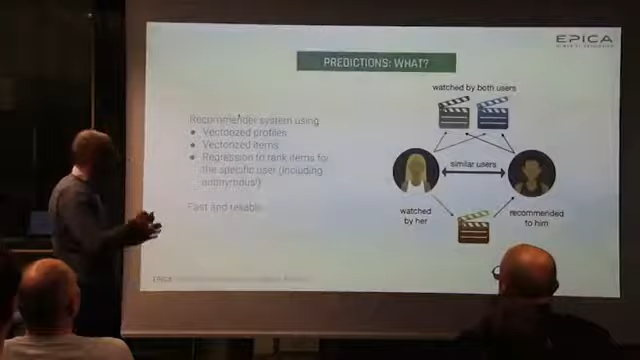 EPICA
PREDICTIONS: WHAT?
Recommender system using
● Vectorized profiles
● Vectorized items
● Regression to rank items for
the specific user (including
anonymous!)
Fast and reliable
watched by both users
similar users
watched
by her
recommended
to him
EPICA